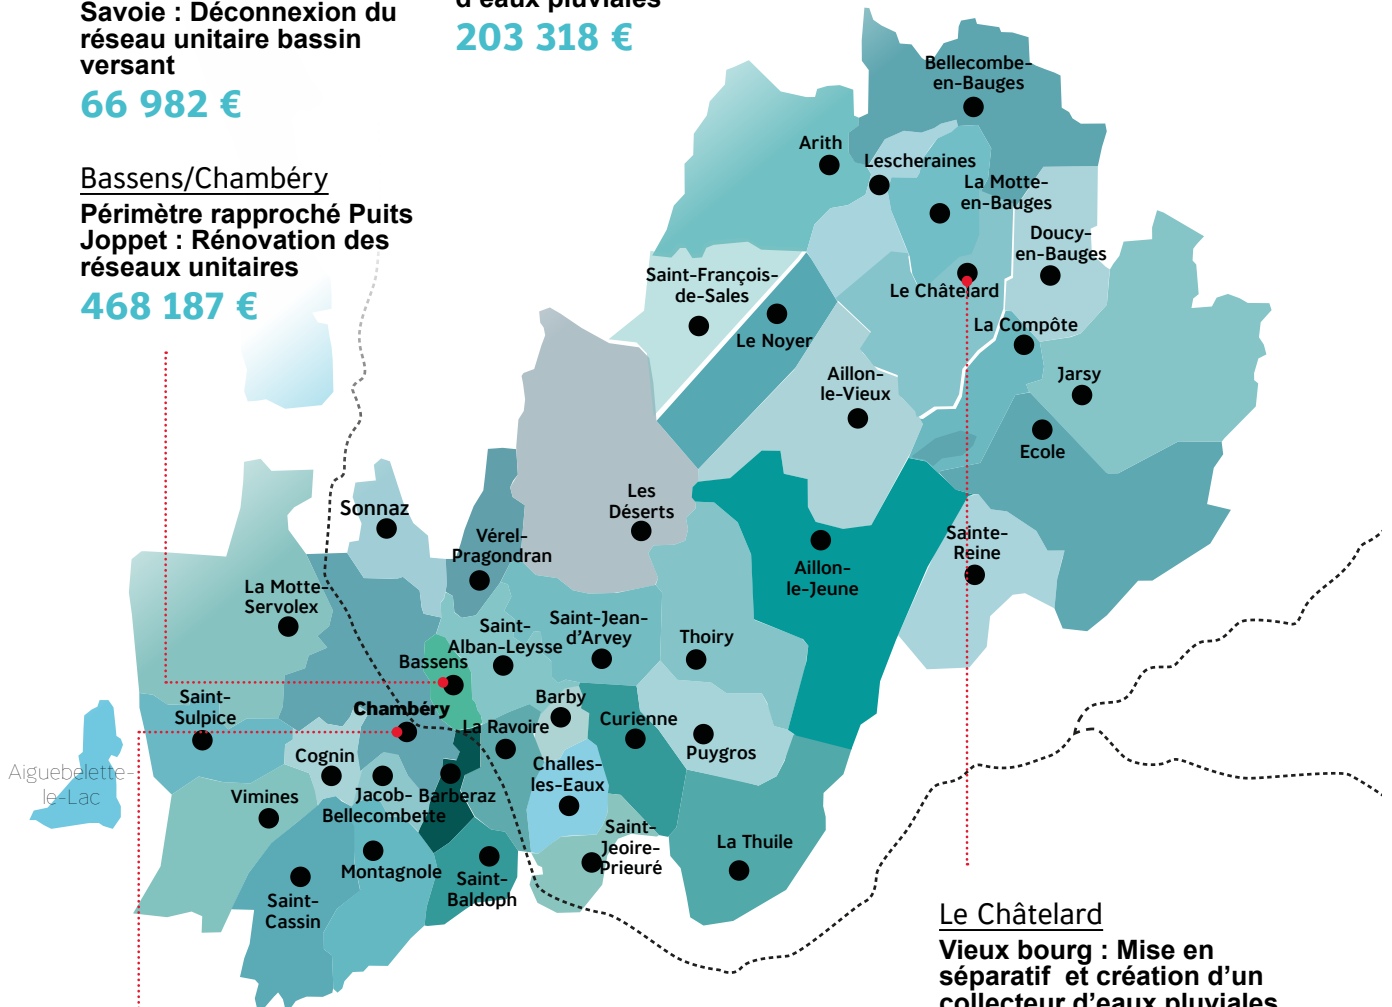 Savoie : Déconnexion du
réseau unitaire bassin
versant
66 982 €
d'eaux pluviales
203 318 €
Bassens/Chambéry
Périmètre rapproché Puits
Joppet : Rénovation des
réseaux unitaires
468 187 €
Bellecombe-
en-Bauges
Arith
Lescheraines
La Motte-
en-Bauges
Doucy-
en-Bauges
Saint-François-
de-Sales
Le Châtelard
Le Noyer
La Compôte
Aillon-
le-Vieux
Jarsy
Ecole
Les
Déserts
Sonnaz
Vérel-
Pragondran
Sainte-
Reine
Aillon-
le-Jeune
La Motte-
Servolex
Saint-
Alban-Leysse
Saint-Jean-
d'Arvey
Thoiry
Bassens
Saint-
Sulpice
Chambéry
Barby
Curienne
La Ravoire
Puygros
Cognin
Challes-
les-Eaux
Aiguebelette-
le-Lac
Vimines
Jacob-
Bellecombette
Barberaz
Saint-
Jeoire-
Prieuré
La Thuile
Montagnole
Saint-
Baldoph
Saint-
Cassin
Le Châtelard
Vieux bourg : Mise en
séparatif et création d'un
collecteur d'eaux pluviales